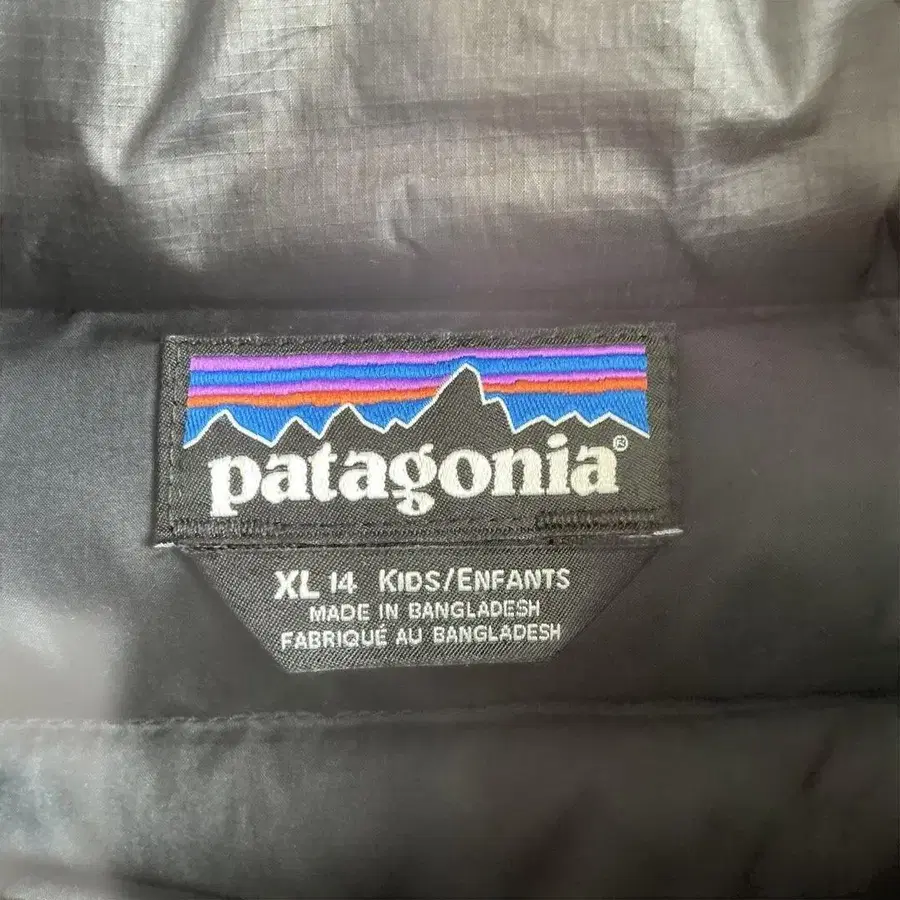 patagonia®
XL 14 KIDS/ENFANTS
MADE IN BANGLADESH
FABRIQUÉ AU BANGLADESH